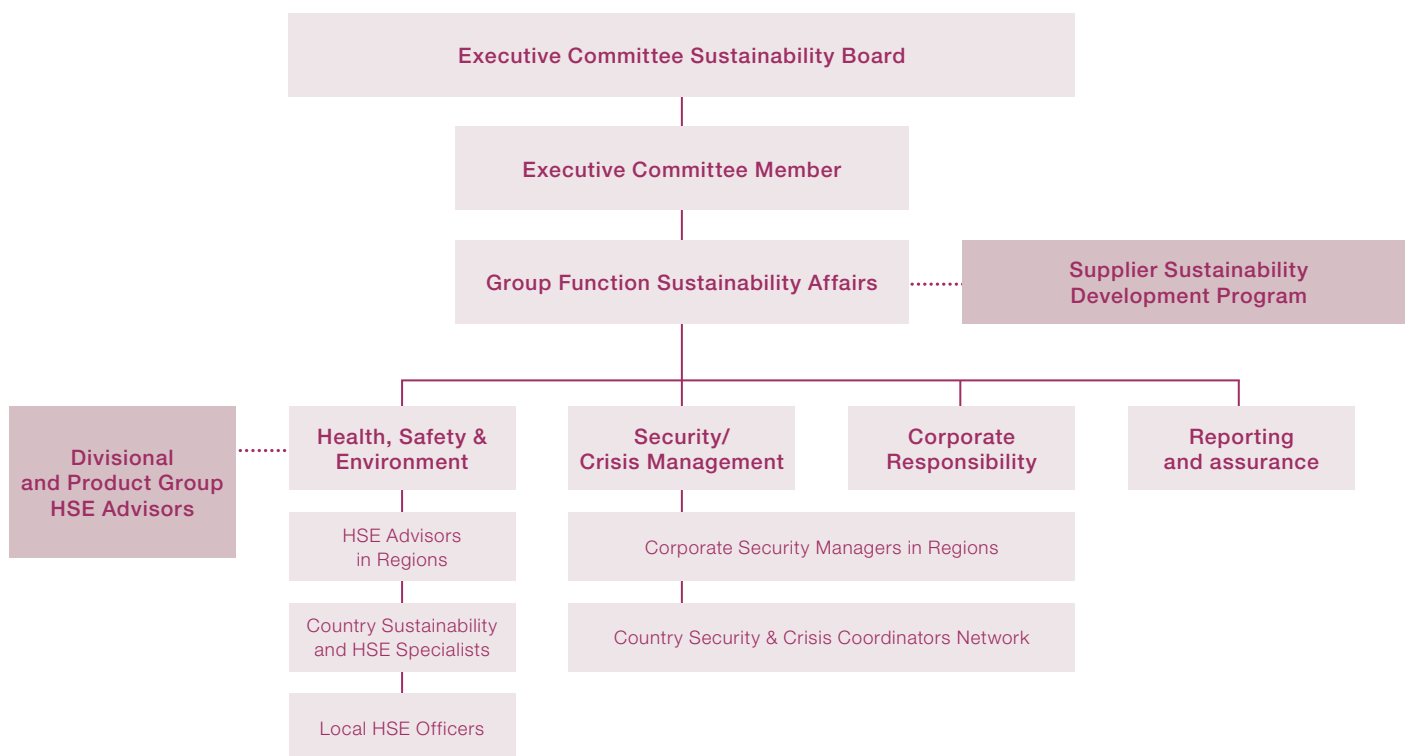 Executive Committee Sustainability Board
Executive Committee Member
Group Function Sustainability Affairs
Supplier Sustainability
Development Program
Divisional
and Product Group
HSE Advisors
Health, Safety &
Environment
Security/
Crisis Management
Corporate
Responsibility
Reporting
and assurance
HSE Advisors
in Regions
Corporate Security Managers in Regions
Country Sustainability
and HSE Specialists
Country Security & Crisis Coordinators Network
Local HSE Officers